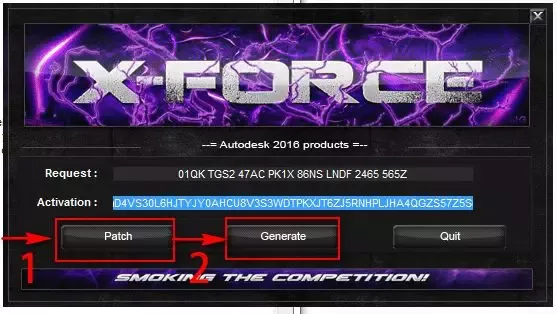 X-FORCE
--= Autodesk 2016 products =--
Request : 01QK TGS2 47AC PK1X 86NS LNDF 2465 565Z
Activation :
Patch Generate Quit
1 2
SMOKING THE COMPETITION!